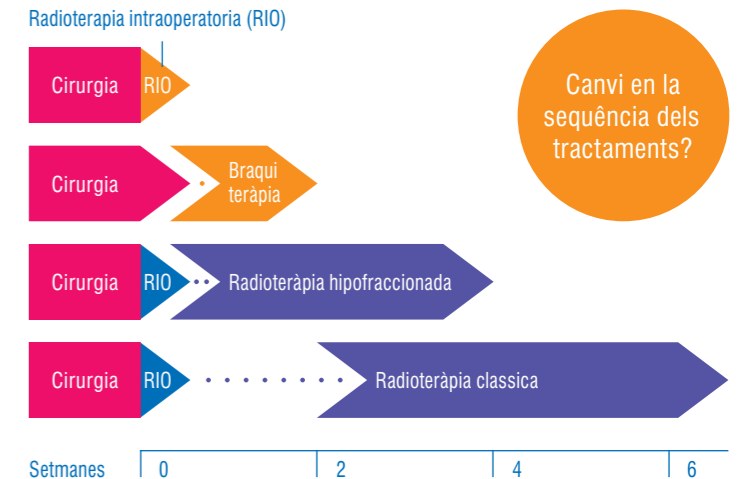 Radioterapia intraoperatoria (RIO)
Cirurgia RIO
Canvi en la
sequência dels
tractaments?
Cirurgia
Braqui
teràpia
Cirurgia RIO Radioteràpia hipofraccionada
Cirurgia RIO Radioteràpia classica
Setmanes 0 2 4 6